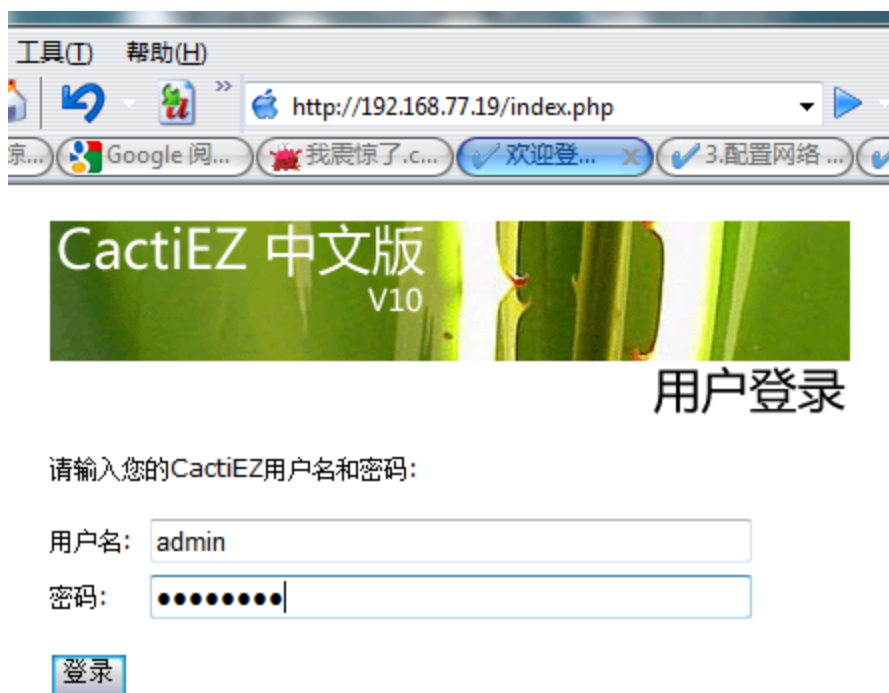 工具(T) 帮助(H)
http://192.168.77.19/index.php
Google 阅... 我震惊了.c... 欢迎登... 3.配置网络 ...
CactiEZ 中文版
V10
用户登录
请输入您的CactiEZ用户名和密码:
用户名: admin
密码: ●●●●●●●●
登录